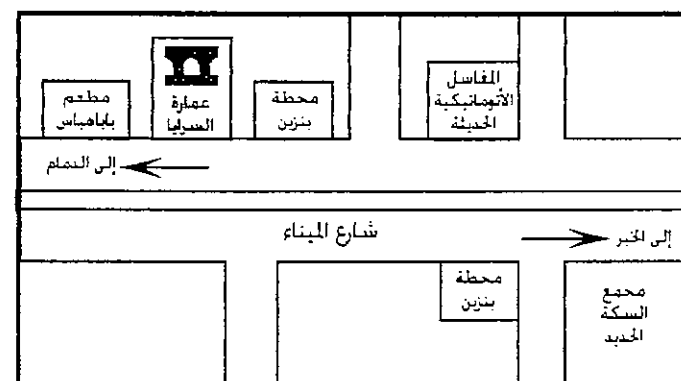 المغاسل
الأتوماتيكية
الحديثة
محطة
بنزين
عمارة
السرايا
مطعم
باباهباس
إلى الدمام
شارع الميناء
إلى الخبر
محطة
بنزين
مجمع
السكة
الحديد